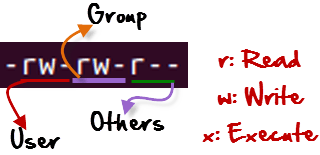 Group
-rw-rw-r--
User
Others
r: Read
w: Write
x: Execute